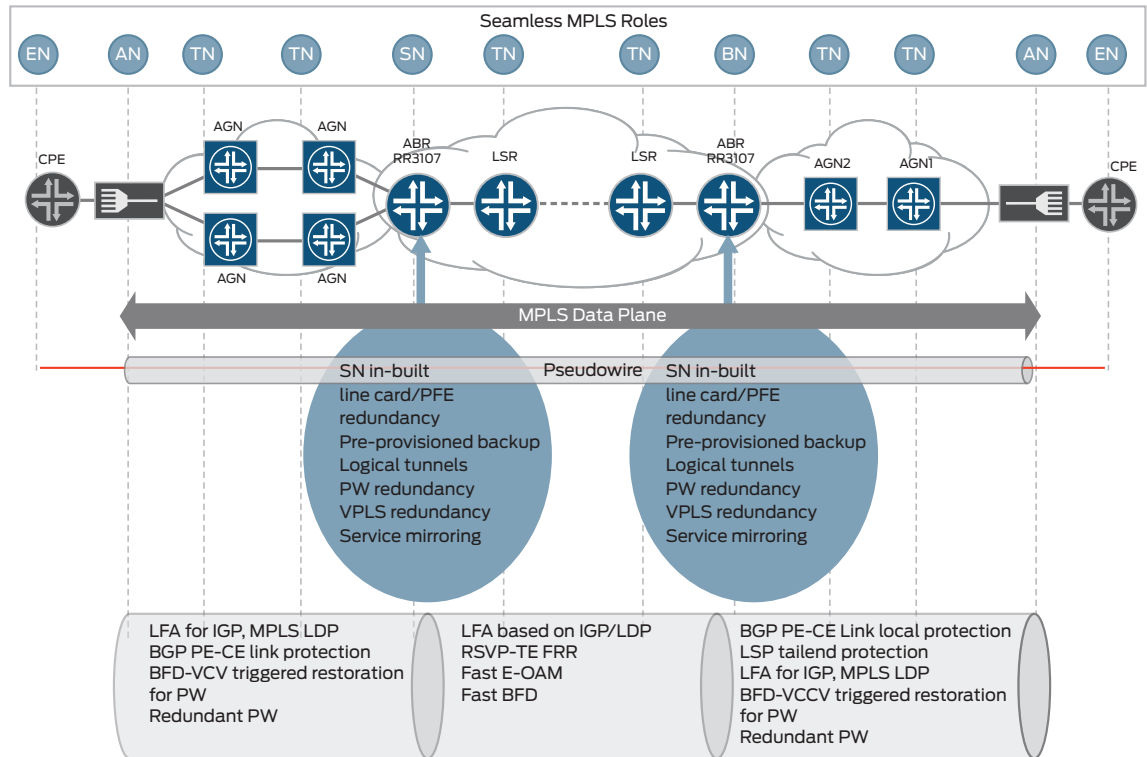 Seamless MPLS Roles
EN AN TN TN SN TN TN BN TN TN AN EN
AGN AGN
ABR
RR3107
LSR
LSR
ABR
RR3107
AGN2
AGN1
CPE
CPE
AGN AGN
MPLS Data Plane
Pseudowire
SN in-built
line card/PFE
redundancy
Pre-provisioned backup
Logical tunnels
PW redundancy
VPLS redundancy
Service mirroring
SN in-built
line card/PFE
redundancy
Pre-provisioned backup
Logical tunnels
PW redundancy
VPLS redundancy
Service mirroring
LFA for IGP, MPLS LDP
BGP PE-CE link protection
BFD-VCV triggered restoration
for PW
Redundant PW
LFA based on IGP/LDP
RSVP-TE FRR
Fast E-OAM
Fast BFD
BGP PE-CE Link local protection
LSP tailend protection
LFA for IGP, MPLS LDP
BFD-VCCV triggered restoration
for PW
Redundant PW